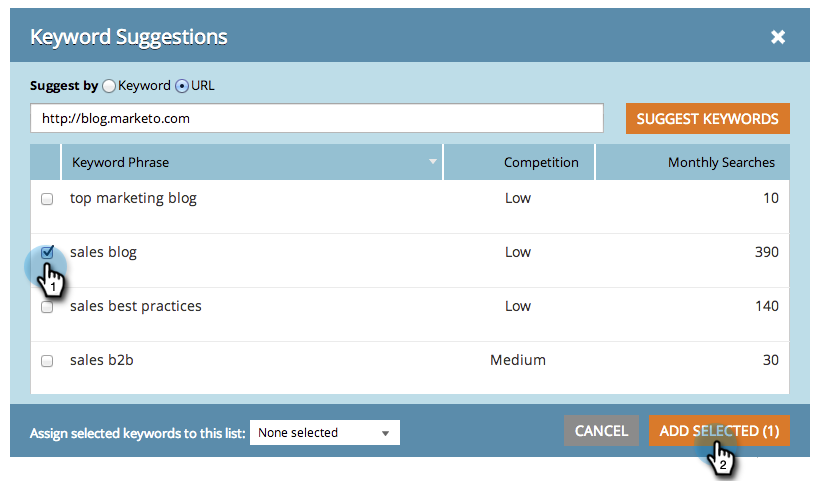 Keyword Suggestions
Suggest by Keyword URL
http://blog.marketo.com SUGGEST KEYWORDS
Keyword Phrase Competition Monthly Searches
top marketing blog Low 10
sales blog Low 390
1
sales best practices Low 140
sales b2b Medium 30
Assign selected keywords to this list: None selected CANCEL ADD SELECTED (1)
2